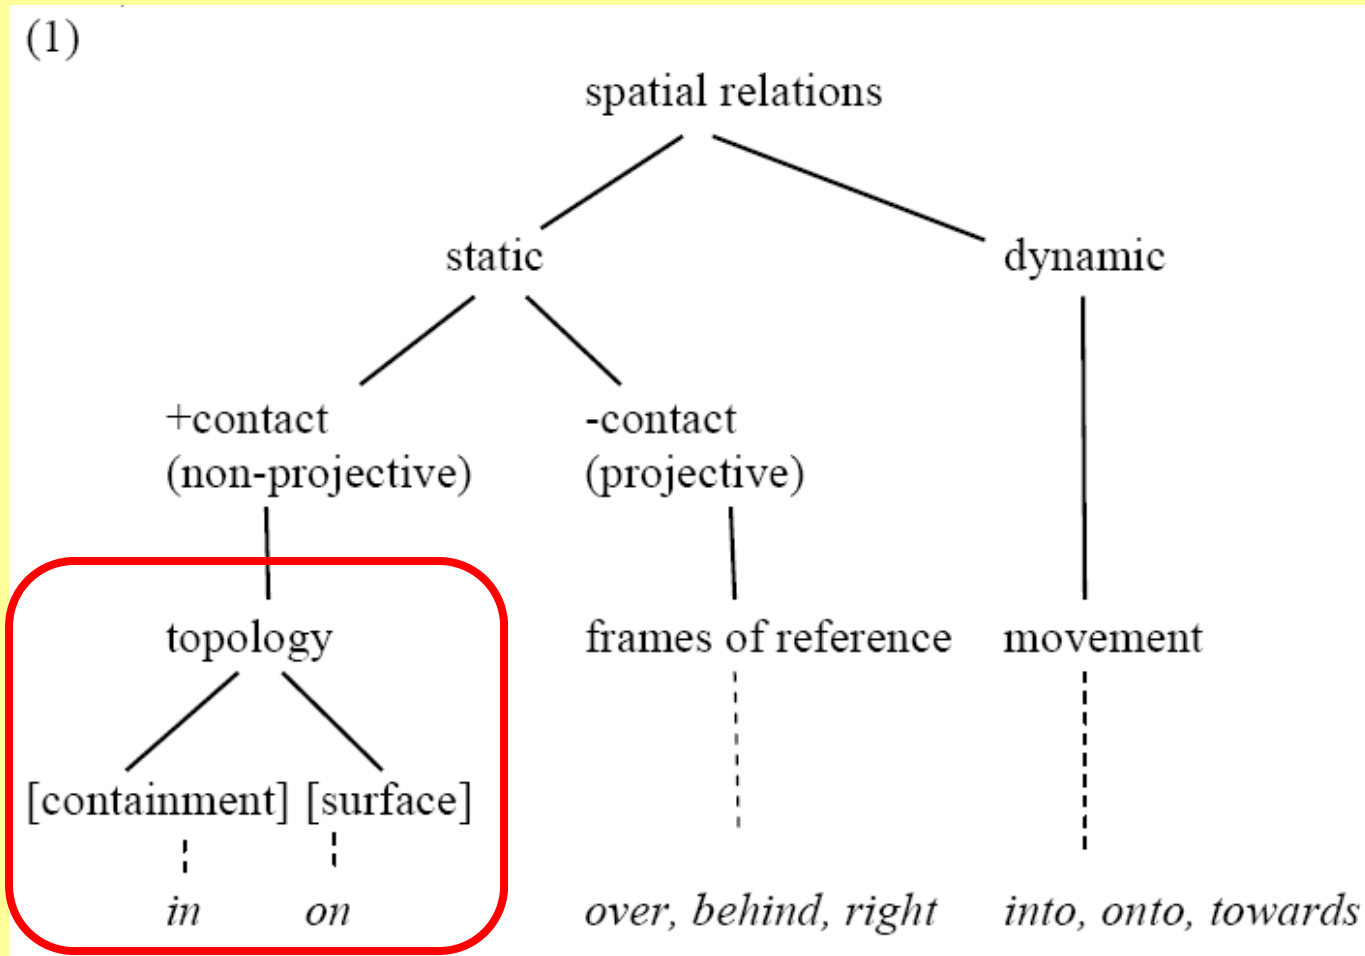 (1)
spatial relations
static dynamic
+contact -contact
(non-projective) (projective)
topology frames of reference movement
[containment] [surface]
in on over, behind, right into, onto, towards